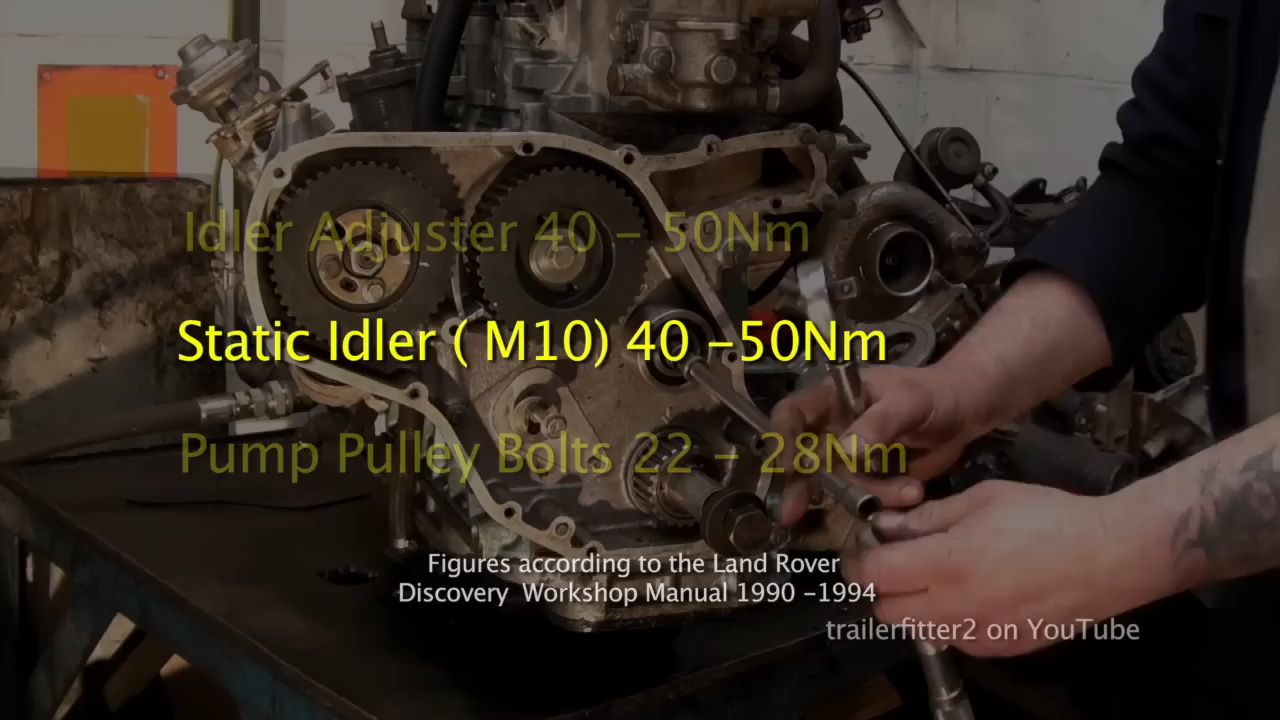 Idler Adjuster 40 – 50Nm
Static Idler ( M10) 40 –50Nm
Pump Pulley Bolts 22 – 28Nm
Figures according to the Land Rover
Discovery  Workshop Manual 1990 –1994
trailerfitter2 on YouTube